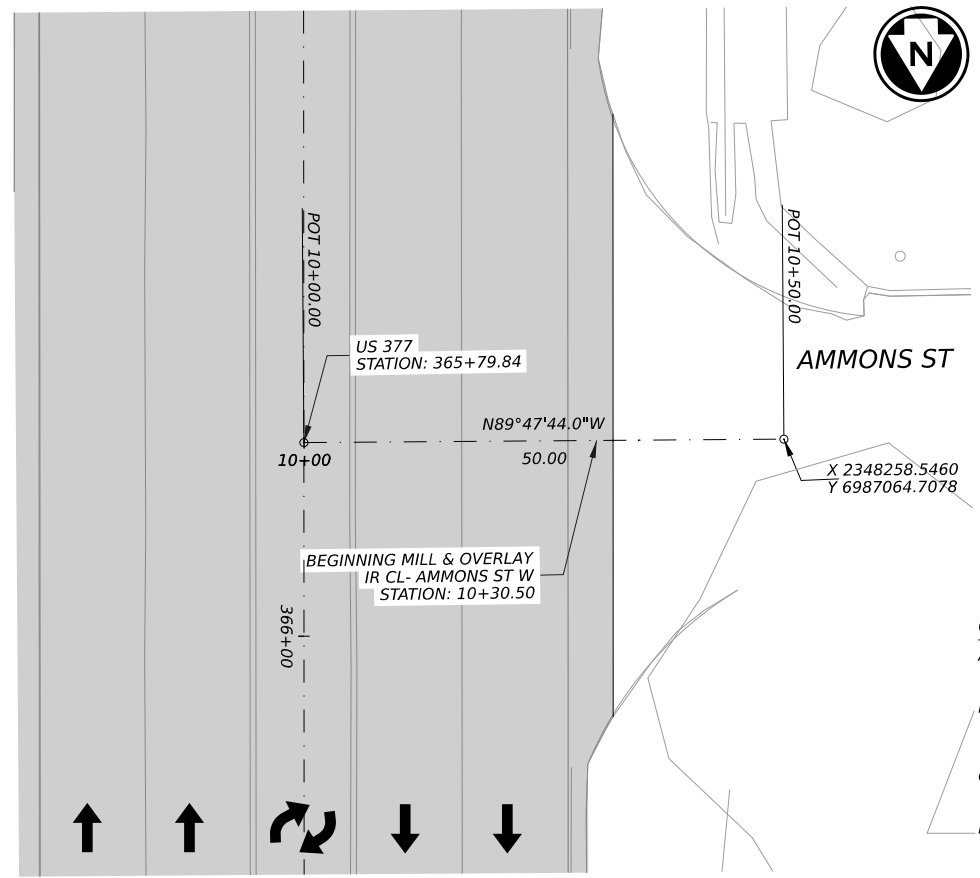 N
POT 10+00.00
POT 10+50.00
US 377
STATION: 365+79.84
AMMONS ST
N89°47'44.0"W
10+00
50.00
X 2348258.5460
Y 6987064.7078
BEGINNING MILL & OVERLAY
IR CL- AMMONS ST W
STATION: 10+30.50
366+00